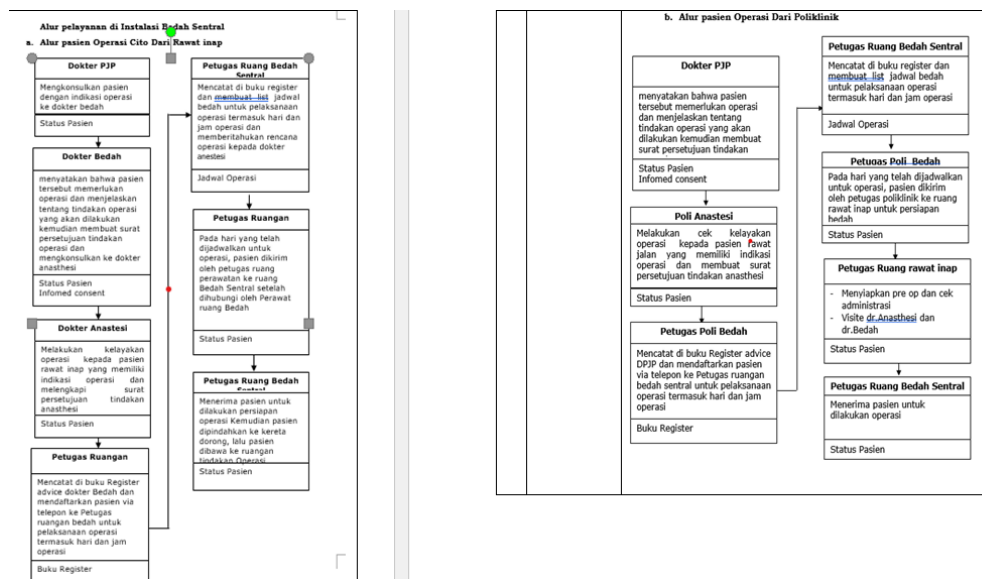 Alur pelayanan di Instalasi Bedah Sentral
a. Alur pasien Operasi Cito Dari Rawat inap
Dokter PJP
Mengkonsulkan pasien
dengan indikasi operasi
ke dokter bedah
Status Pasien
Dokter Bedah
menyatakan bahwa pasien
tersebut memerlukan
operasi dan menjelaskan
tentang tindakan operasi
yang akan dilakukan
kemudian membuat surat
persetujuan tindakan
operasi dan
mengkonsulkan ke dokter
anasthesi
Status Pasien
Infomed consent
Dokter Anastesi
Melakukan kelayakan
operasi kepada pasien
rawat inap yang memiliki
indikasi operasi dan
melengkapi surat
persetujuan tindakan
anasthesi
Status Pasien
Petugas Ruangan
Mencatat di buku Register
advice dokter Bedah dan
mendaftarkan pasien via
telepon ke Petugas
ruangan bedah untuk
pelaksanaan operasi
termasuk hari dan jam
operasi
Buku Register
Petugas Ruang Bedah
Sentral
Mencatat di buku register
dan membuat list jadwal
bedah untuk pelaksanaan
operasi termasuk hari dan
jam operasi dan
memberitahukan rencana
operasi kepada dokter
anestesi
Jadwal Operasi
Petugas Ruangan
Pada hari yang telah
dijadwalkan untuk
operasi, pasien dikirim
oleh petugas ruang
perawatan ke ruang
Bedah Sentral setelah
dihubungi oleh Perawat
ruang Bedah
Status Pasien
Petugas Ruang Bedah
Sentral
Menerima pasien untuk
dilakukan persiapan
operasi Kemudian pasien
dipindahkan ke kereta
dorong, lalu pasien
dibawa ke ruangan
tindakan Operasi
Status Pasien
b. Alur pasien Operasi Dari Poliklinik
Dokter PJP
menyatakan bahwa pasien
tersebut memerlukan operasi
dan menjelaskan tentang
tindakan operasi yang akan
dilakukan kemudian membuat
surat persetujuan tindakan
Status Pasien
Infomed consent
Poli Anastesi
Melakukan cek kelayakan
operasi kepada pasien rawat
jalan yang memiliki indikasi
operasi dan membuat surat
persetujuan tindakan anasthesi
Status Pasien
Petugas Poli Bedah
Mencatat di buku Register advice
DPJP dan mendaftarkan pasien
via telepon ke Petugas ruangan
bedah sentral untuk pelaksanaan
operasi termasuk hari dan jam
operasi
Buku Register
Petugas Ruang Bedah Sentral
Mencatat di buku register dan
membuat list jadwal bedah
untuk pelaksanaan operasi
termasuk hari dan jam operasi
Jadwal Operasi
Petugas Poli Bedah
Pada hari yang telah dijadwalkan
untuk operasi, pasien dikirim
oleh petugas poliklinik ke ruang
rawat inap untuk persiapan
bedah
Status Pasien
Petugas Ruang rawat inap
- Menyiapkan pre op dan cek
administrasi
- Visite dr.Anasthesi dan
dr.Bedah
Status Pasien
Petugas Ruang Bedah Sentral
Menerima pasien untuk
dilakukan operasi
Status Pasien